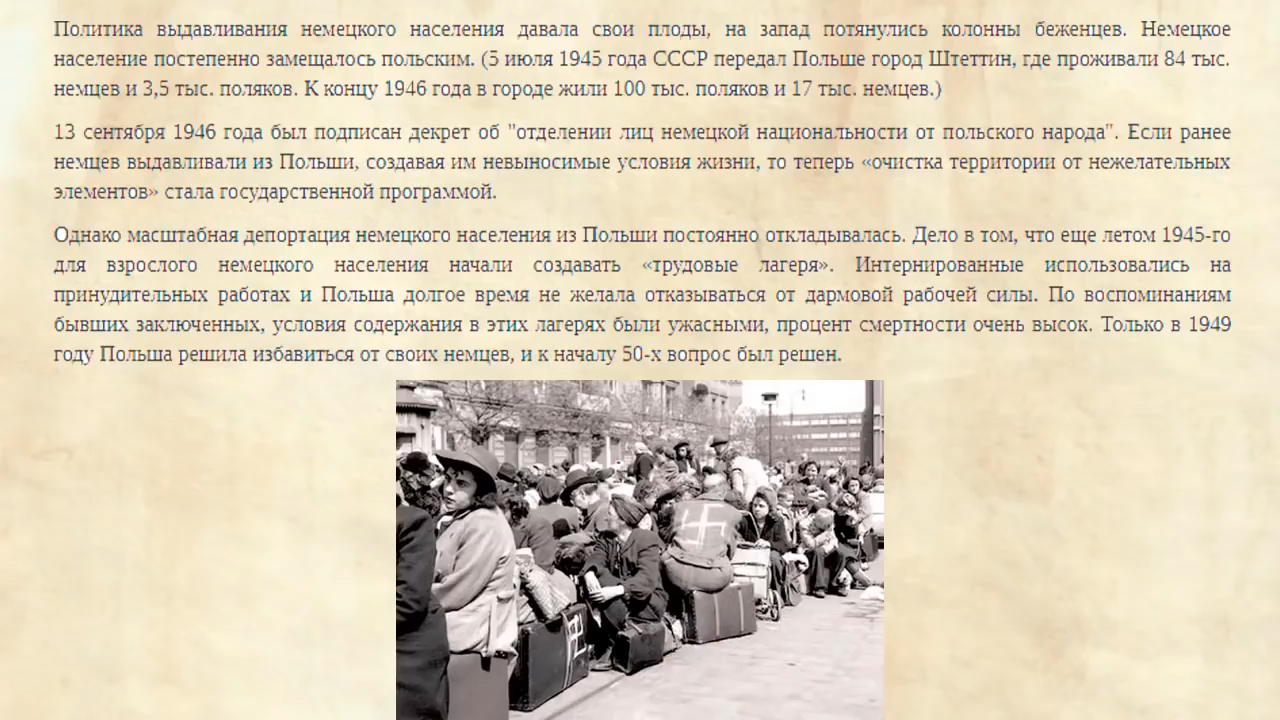 Политика выдавливания немецкого населения давала свои плоды, на запад потянулись колонны беженцев. Немецкое
население постепенно замещалось польским. (5 июля 1945 года СССР передал Польше город Штеттин, где проживали 84 тыс.
немцев и 3,5 тыс. поляков. К концу 1946 года в городе жили 100 тыс. поляков и 17 тыс. немцев.)
13 сентября 1946 года был подписан декрет об "отделении лиц немецкой национальности от польского народа". Если ранее
немцев выдавливали из Польши, создавая им невыносимые условия жизни, то теперь «очистка территории от нежелательных
элементов» стала государственной программой.
Однако масштабная депортация немецкого населения из Польши постоянно откладывалась. Дело в том, что еще летом 1945-го
для взрослого немецкого населения начали создавать «трудовые лагеря». Интернированные использовались на
принудительных работах и Польша долгое время не желала отказываться от дармовой рабочей силы. По воспоминаниям
бывших заключенных, условия содержания в этих лагерях были ужасными, процент смертности очень высок. Только в 1949
году Польша решила избавиться от своих немцев, и к началу 50-х вопрос был решен.